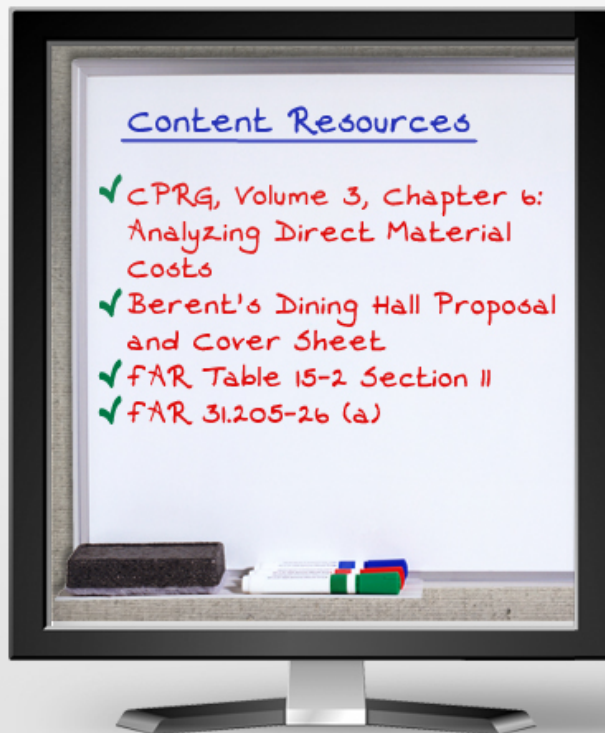 Content Resources
CPRG, Volume 3, Chapter 6:
Analyzing Direct Material
Costs
Berent's Dining Hall Proposal
and Cover Sheet
FAR Table 15-2 Section II
FAR 31.205-26 (a)